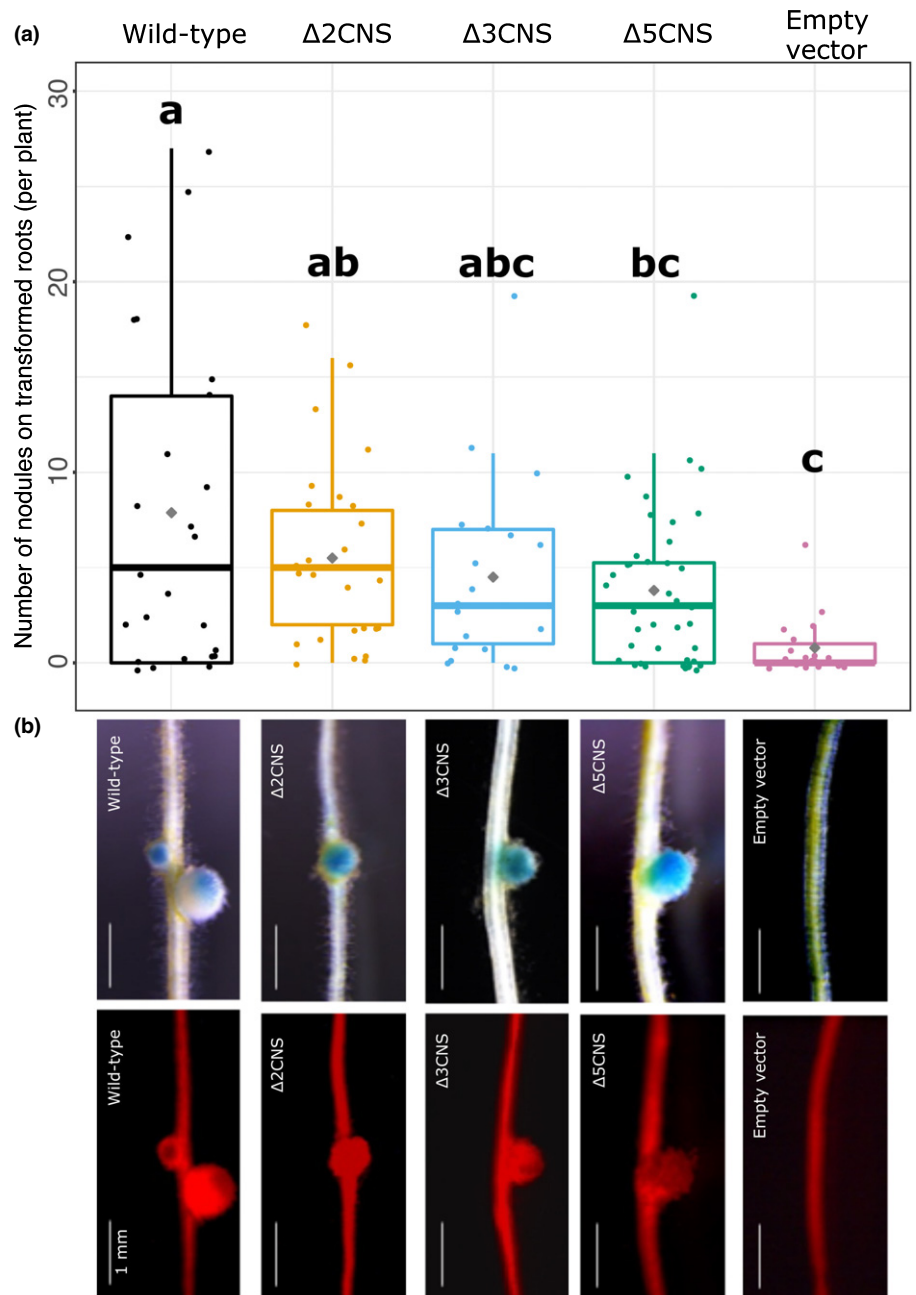 (a)
Wild-type Δ2CNS Δ3CNS Δ5CNS Empty
vector
Number of nodules on transformed roots (per plant)
30
20
10
0
a
ab
abc
bc
c
(b)
Wild-type
Δ2CNS
Δ3CNS
Δ5CNS
Empty vector
Wild-type
1 mm
Δ2CNS
Δ3CNS
Δ5CNS
Empty vector